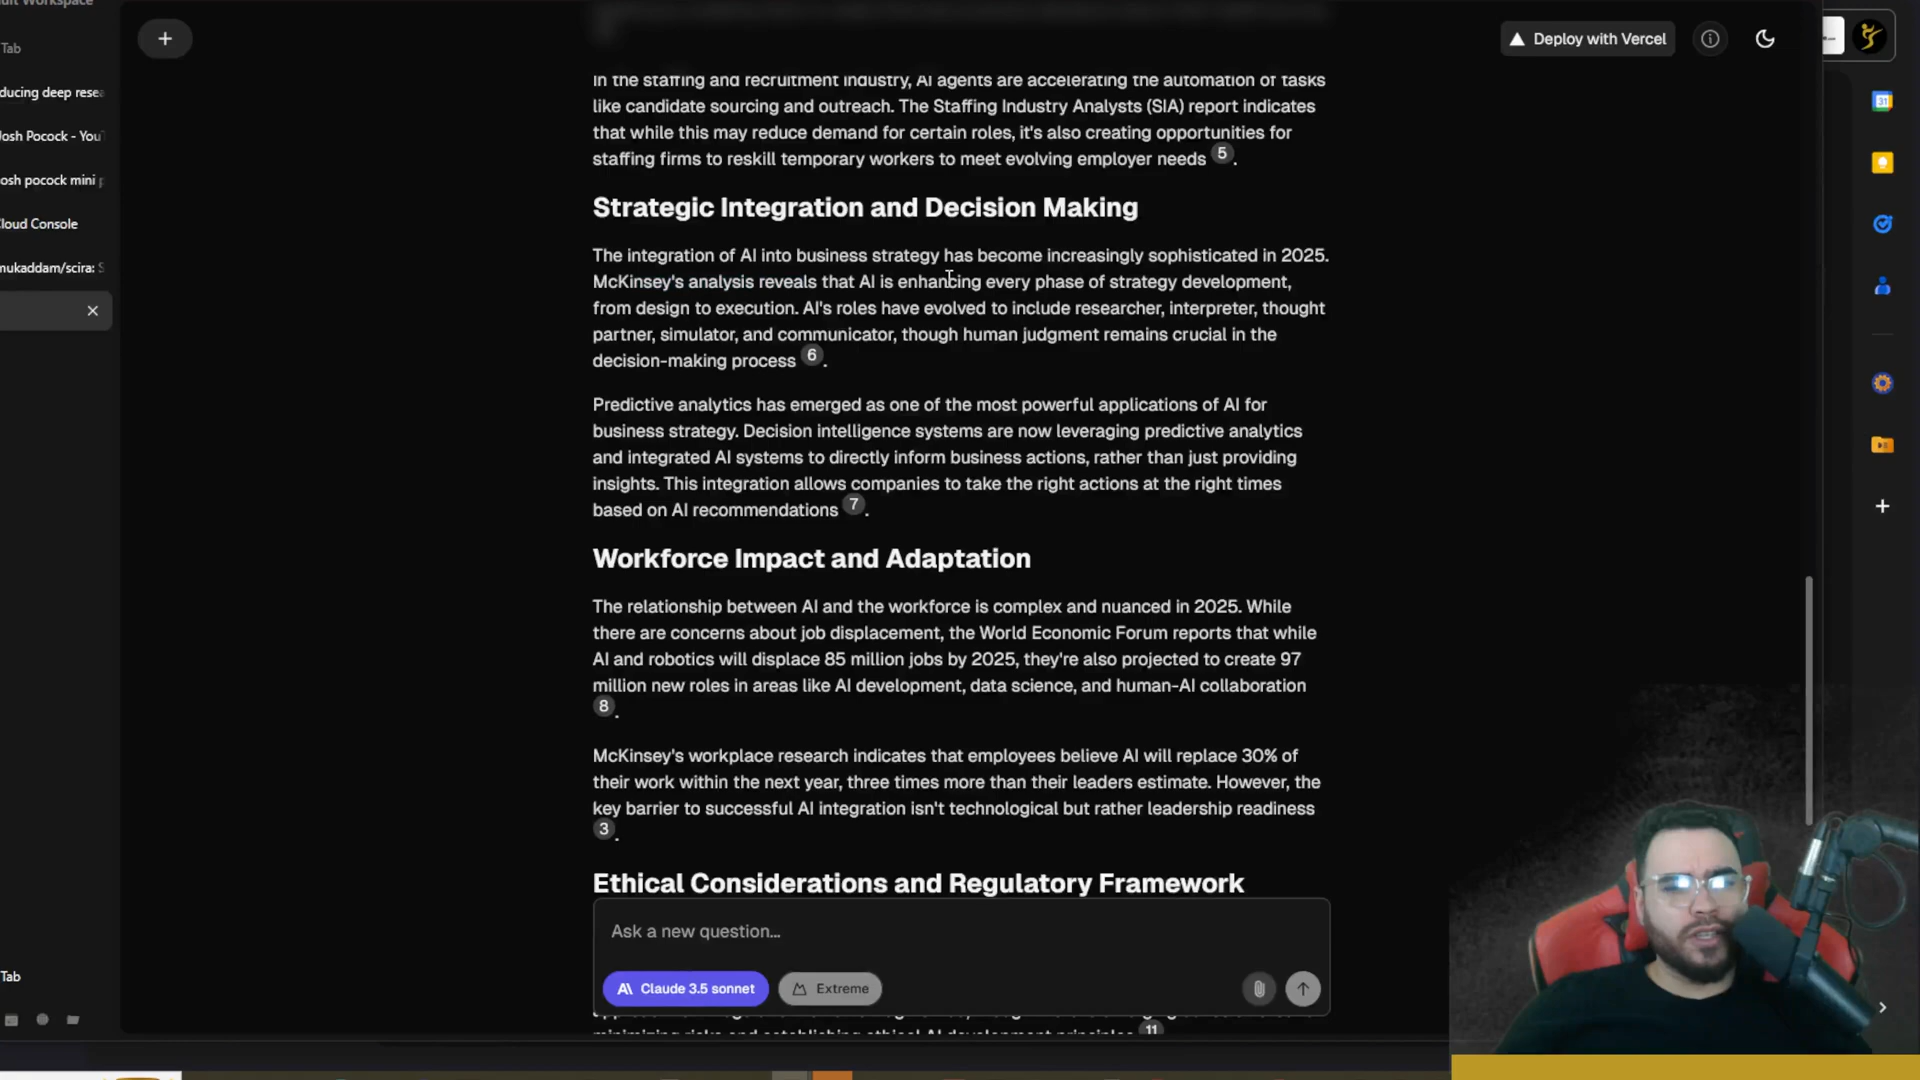 Tab
Deploy with Vercel
ducing deep resea
Josh Pocock - You
osh pocock mini p
Cloud Console
mukaddam/scira: S
In the staffing and recruitment industry, AI agents are accelerating the automation of tasks
like candidate sourcing and outreach. The Staffing Industry Analysts (SIA) report indicates
that while this may reduce demand for certain roles, it's also creating opportunities for
staffing firms to reskill temporary workers to meet evolving employer needs 5.
Strategic Integration and Decision Making
The integration of AI into business strategy has become increasingly sophisticated in 2025.
McKinsey's analysis reveals that AI is enhancing every phase of strategy development,
from design to execution. AI's roles have evolved to include researcher, interpreter, thought
partner, simulator, and communicator, though human judgment remains crucial in the
decision-making process 6.
Predictive analytics has emerged as one of the most powerful applications of AI for
business strategy. Decision intelligence systems are now leveraging predictive analytics
and integrated AI systems to directly inform business actions, rather than just providing
insights. This integration allows companies to take the right actions at the right times
based on AI recommendations 7.
Workforce Impact and Adaptation
The relationship between AI and the workforce is complex and nuanced in 2025. While
there are concerns about job displacement, the World Economic Forum reports that while
AI and robotics will displace 85 million jobs by 2025, they're also projected to create 97
million new roles in areas like AI development, data science, and human-AI collaboration
8.
McKinsey's workplace research indicates that employees believe AI will replace 30% of
their work within the next year, three times more than their leaders estimate. However, the
key barrier to successful AI integration isn't technological but rather leadership readiness
3.
Ethical Considerations and Regulatory Framework
Ask a new question...
Claude 3.5 sonnet
Extreme
minimizing risks and establishing ethical AI development principles 11
Tab
31